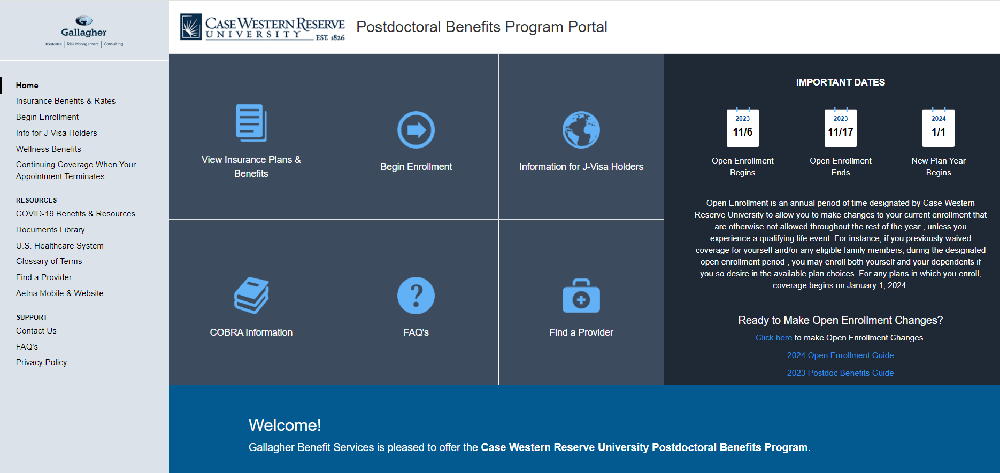 Gallagher
Insurance | Risk Management | Consulting
Home
Insurance Benefits & Rates
Begin Enrollment
Info for J-Visa Holders
Wellness Benefits
Continuing Coverage When Your
Appointment Terminates
RESOURCES
COVID-19 Benefits & Resources
Documents Library
U.S. Healthcare System
Glossary of Terms
Find a Provider
Aetna Mobile & Website
SUPPORT
Contact Us
FAQ's
Privacy Policy
CASE WESTERN RESERVE
UNIVERSITY EST. 1826
Postdoctoral Benefits Program Portal
View Insurance Plans &
Benefits
Begin Enrollment
Information for J-Visa Holders
COBRA Information
FAQ's
Find a Provider
IMPORTANT DATES
2023
11/6
Open Enrollment
Begins
2023
11/17
Open Enrollment
Ends
2024
1/1
New Plan Year
Begins
Open Enrollment is an annual period of time designated by Case Western
Reserve University to allow you to make changes to your current enrollment that
are otherwise not allowed throughout the rest of the year , unless you
experience a qualifying life event. For instance, if you previously waived
coverage for yourself and/or any eligible family members, during the designated
open enrollment period , you may enroll both yourself and your dependents if
you so desire in the available plan choices. For any plans in which you enroll,
coverage begins on January 1, 2024.
Ready to Make Open Enrollment Changes?
Click here to make Open Enrollment Changes.
2024 Open Enrollment Guide
2023 Postdoc Benefits Guide
Welcome!
Gallagher Benefit Services is pleased to offer the Case Western Reserve University Postdoctoral Benefits Program.